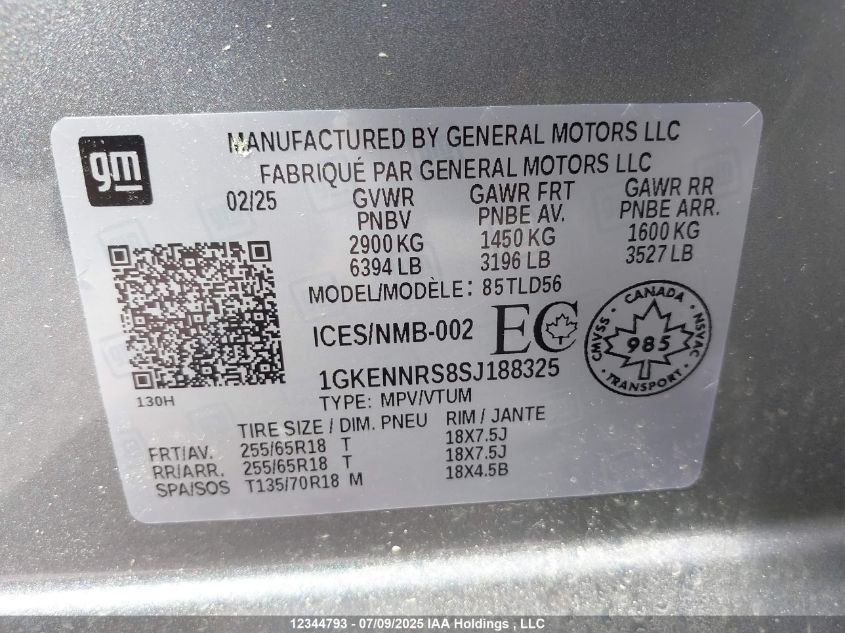 gm
MANUFACTURED BY GENERAL MOTORS LLC
FABRIQUÉ PAR GENERAL MOTORS LLC
02/25 GVWR GAWR FRT GAWR RR
PNBV PNBE AV. PNBE ARR.
2900 KG 1450 KG 1600 KG
6394 LB 3196 LB 3527 LB
MODEL/MODÈLE: 85TLD56
ICES/NMB-002 EC
CANADA
CMVSS 985 NSVAC
TRANSPORT
1GKENNRS8SJ188325
130H
TYPE: MPV/VTUM
TIRE SIZE / DIM. PNEU RIM / JANTE
FRT/AV. 255/65R18 T 18X7.5J
RR/ARR. 255/65R18 T 18X7.5J
SPA/SOS T135/70R18 M 18X4.5B
12344793 - 07/09/2025 IAA Holdings , LLC